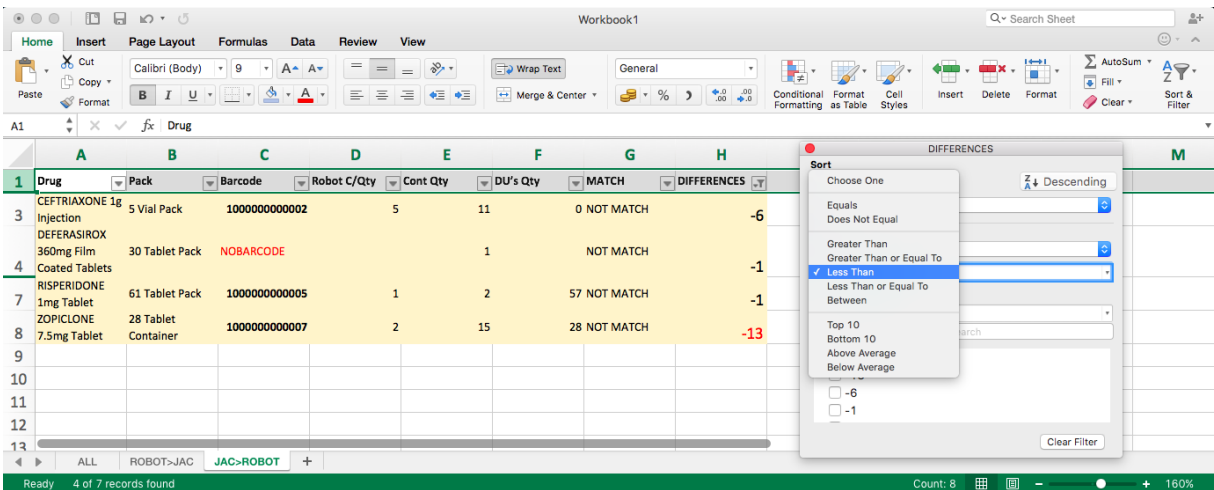 Workbook1
Search Sheet
Home Insert Page Layout Formulas Data Review View
Cut
Copy
Format
Paste
Calibri (Body) 9 A A
B I U A
Wrap Text
Merge & Center
General
% .0 .00 .00 .0
Conditional Formatting
Format as Table
Cell Styles
Insert Delete Format
AutoSum
Fill
Clear
Sort & Filter
A1 fx Drug
A B C D E F G H M
1 Drug Pack Barcode Robot C/Qty Cont Qty DU's Qty MATCH DIFFERENCES
3 CEFTRIAXONE 1g Injection 5 Vial Pack 1000000000002 5 11 0 NOT MATCH -6
4 DEFERASIROX 360mg Film Coated Tablets 30 Tablet Pack NOBARCODE 1 NOT MATCH -1
7 RISPERIDONE 1mg Tablet 61 Tablet Pack 1000000000005 1 2 57 NOT MATCH -1
8 ZOPICLONE 7.5mg Tablet 28 Tablet Container 1000000000007 2 15 28 NOT MATCH -13
9
10
11
12
13
DIFFERENCES
Sort
Descending
Choose One
Equals
Does Not Equal
Greater Than
Greater Than or Equal To
✓ Less Than
Less Than or Equal To
Between
Top 10
Bottom 10
Above Average
Below Average
-6
-1
Clear Filter
ALL ROBOT>JAC JAC>ROBOT +
Ready 4 of 7 records found Count: 8 160%